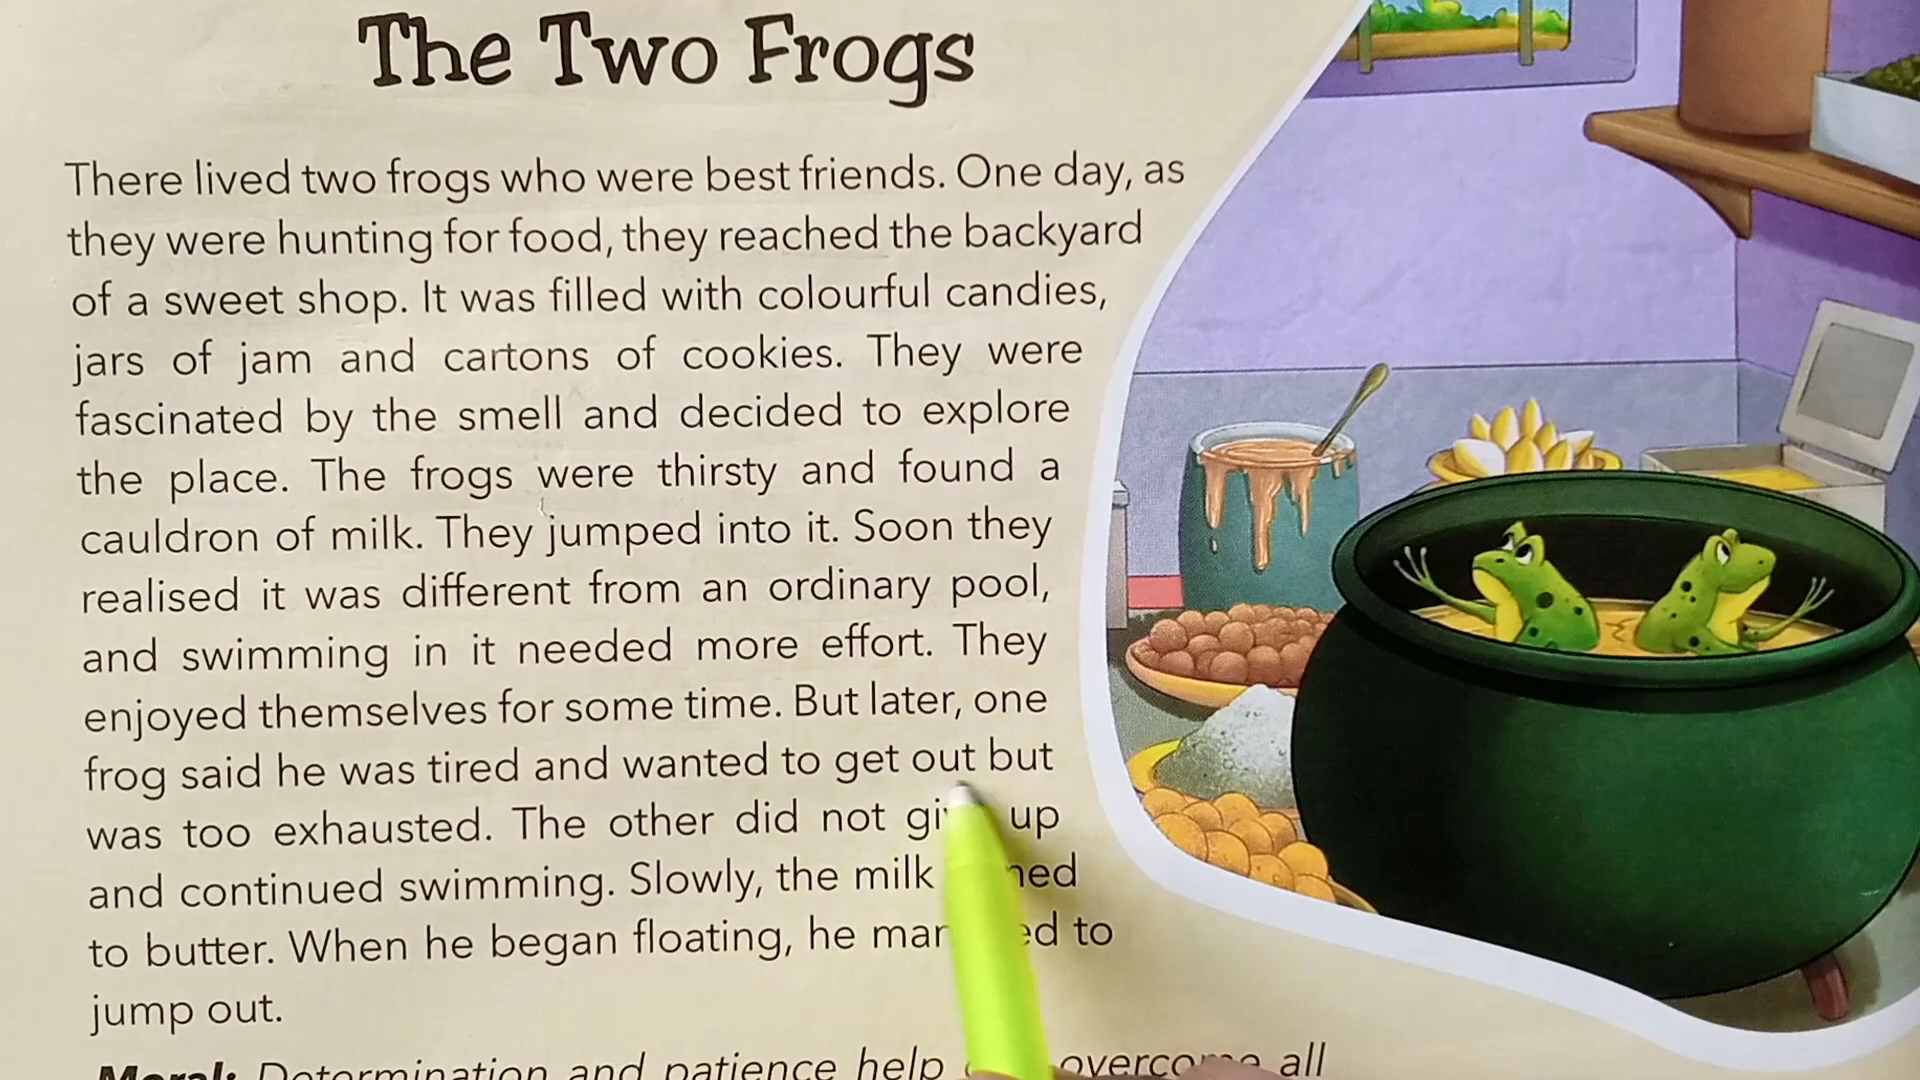 The Two Frogs
There lived two frogs who were best friends. One day, as
they were hunting for food, they reached the backyard
of a sweet shop. It was filled with colourful candies,
jars of jam and cartons of cookies. They were
fascinated by the smell and decided to explore
the place. The frogs were thirsty and found a
cauldron of milk. They jumped into it. Soon they
realised it was different from an ordinary pool,
and swimming in it needed more effort. They
enjoyed themselves for some time. But later, one
frog said he was tired and wanted to get out but
was too exhausted. The other did not up
and continued swimming. Slowly, the milk
to butter. When he began floating, he to
jump out.
Moral: Determination and patience help overcome all